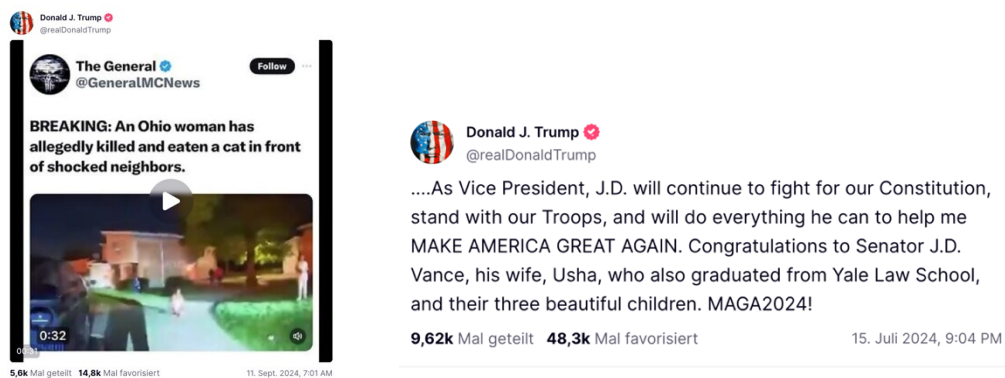 Donald J. Trump
@realDonaldTrump
The General
@GeneralMCNews
Follow
BREAKING: An Ohio woman has
allegedly killed and eaten a cat in front
of shocked neighbors.
0:32
00:31
5,6k Mal geteilt 14,8k Mal favorisiert
11. Sept. 2024, 7:01 AM
Donald J. Trump
@realDonaldTrump
....As Vice President, J.D. will continue to fight for our Constitution,
stand with our Troops, and will do everything he can to help me
MAKE AMERICA GREAT AGAIN. Congratulations to Senator J.D.
Vance, his wife, Usha, who also graduated from Yale Law School,
and their three beautiful children. MAGA2024!
9,62k Mal geteilt 48,3k Mal favorisiert
15. Juli 2024, 9:04 PM